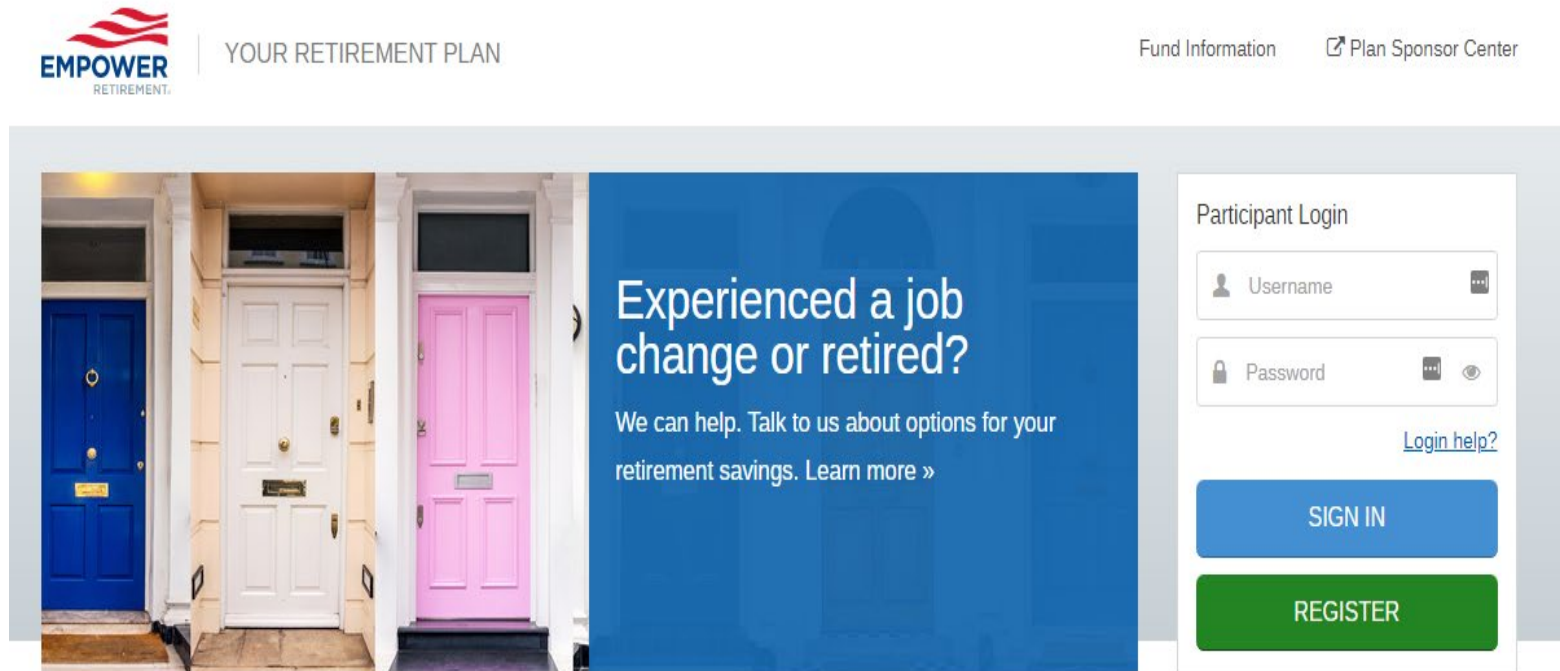 EMPOWER
RETIREMENT
YOUR RETIREMENT PLAN
Fund Information
Plan Sponsor Center
Experienced a job
change or retired?
We can help. Talk to us about options for your
retirement savings. Learn more »
Participant Login
Username
Password
Login help?
SIGN IN
REGISTER